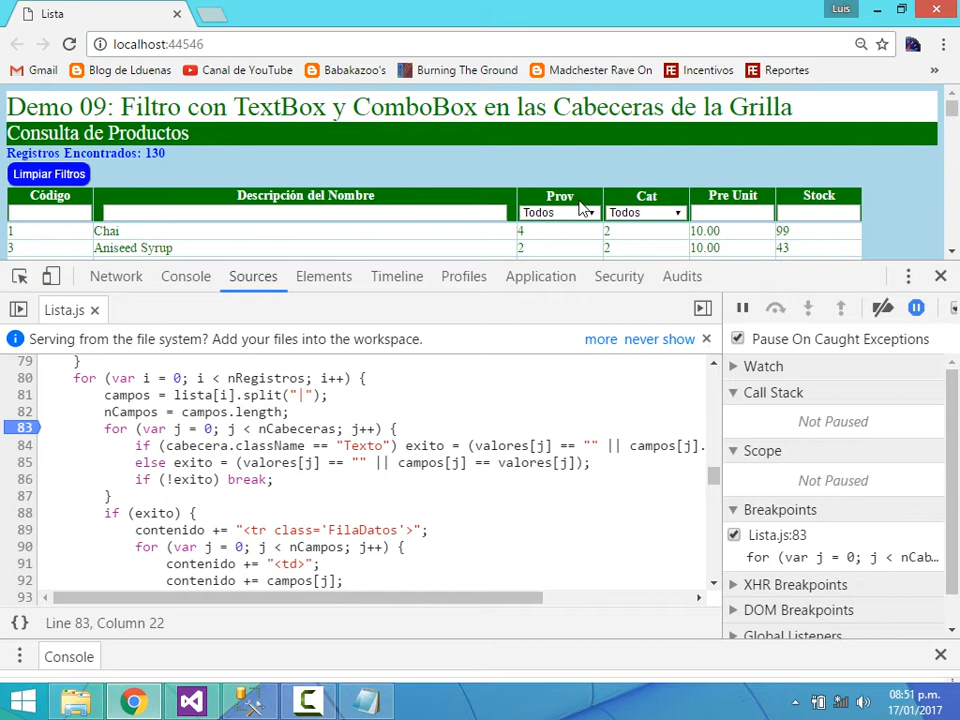 Lista
Luis
localhost:44546
Gmail Blog de Lduenas Canal de YouTube Babakazoo's Burning The Ground Madchester Rave On Incentivos Reportes »
Demo 09: Filtro con TextBox y ComboBox en las Cabeceras de la Grilla
Consulta de Productos
Registros Encontrados: 130
Limpiar Filtros
Código Descripción del Nombre Prov Cat Pre Unit Stock
Todos Todos
1 Chai 4 2 10.00 99
3 Aniseed Syrup 2 2 10.00 43
Network Console Sources Elements Timeline Profiles Application Security Audits
Lista.js
Serving from the file system? Add your files into the workspace. more never show
Pause On Caught Exceptions
79 }
80 for (var i = 0; i < nRegistros; i++) {
81 campos = lista[i].split("|");
82 nCampos = campos.length;
83 for (var j = 0; j < nCabeceras; j++) {
84 if (cabecera.className == "Texto") exito = (valores[j] == "" || campos[j].
85 else exito = (valores[j] == "" || campos[j] == valores[j]);
86 if (!exito) break;
87 }
88 if (exito) {
89 contenido += "<tr class='FilaDatos'>";
90 for (var j = 0; j < nCampos; j++) {
91 contenido += "<td>";
92 contenido += campos[j];
93
Watch
Call Stack
Not Paused
Scope
Not Paused
Breakpoints
Lista.js:83
for (var j = 0; j < nCab…
XHR Breakpoints
DOM Breakpoints
Global Listeners
{} Line 83, Column 22
Console
08:51 p.m.
17/01/2017